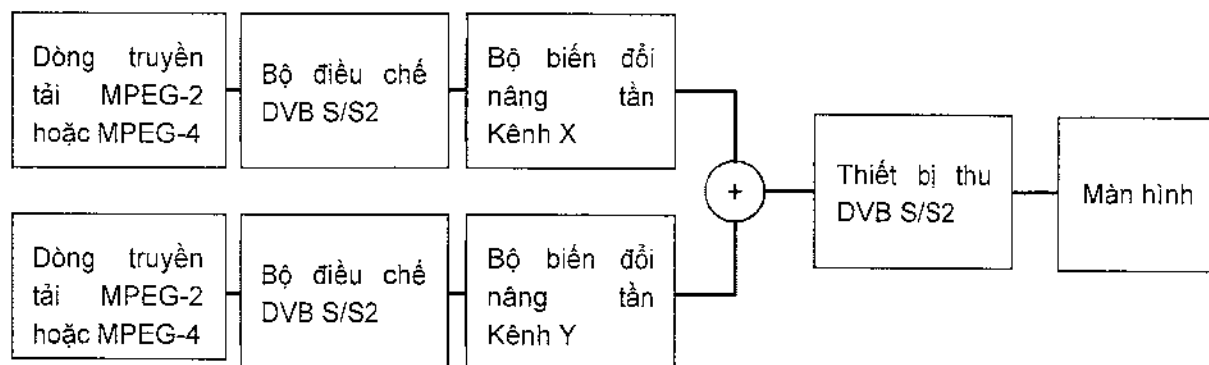 Dòng truyền
tải MPEG-2
hoặc MPEG-4
Bộ điều chế
DVB S/S2
Bộ biến đổi
nâng tần
Kênh X
+
Thiết bị thu
DVB S/S2
Màn hình
Dòng truyền
tải MPEG-2
hoặc MPEG-4
Bộ điều chế
DVB S/S2
Bộ biến đổi
nâng tần
Kênh Y